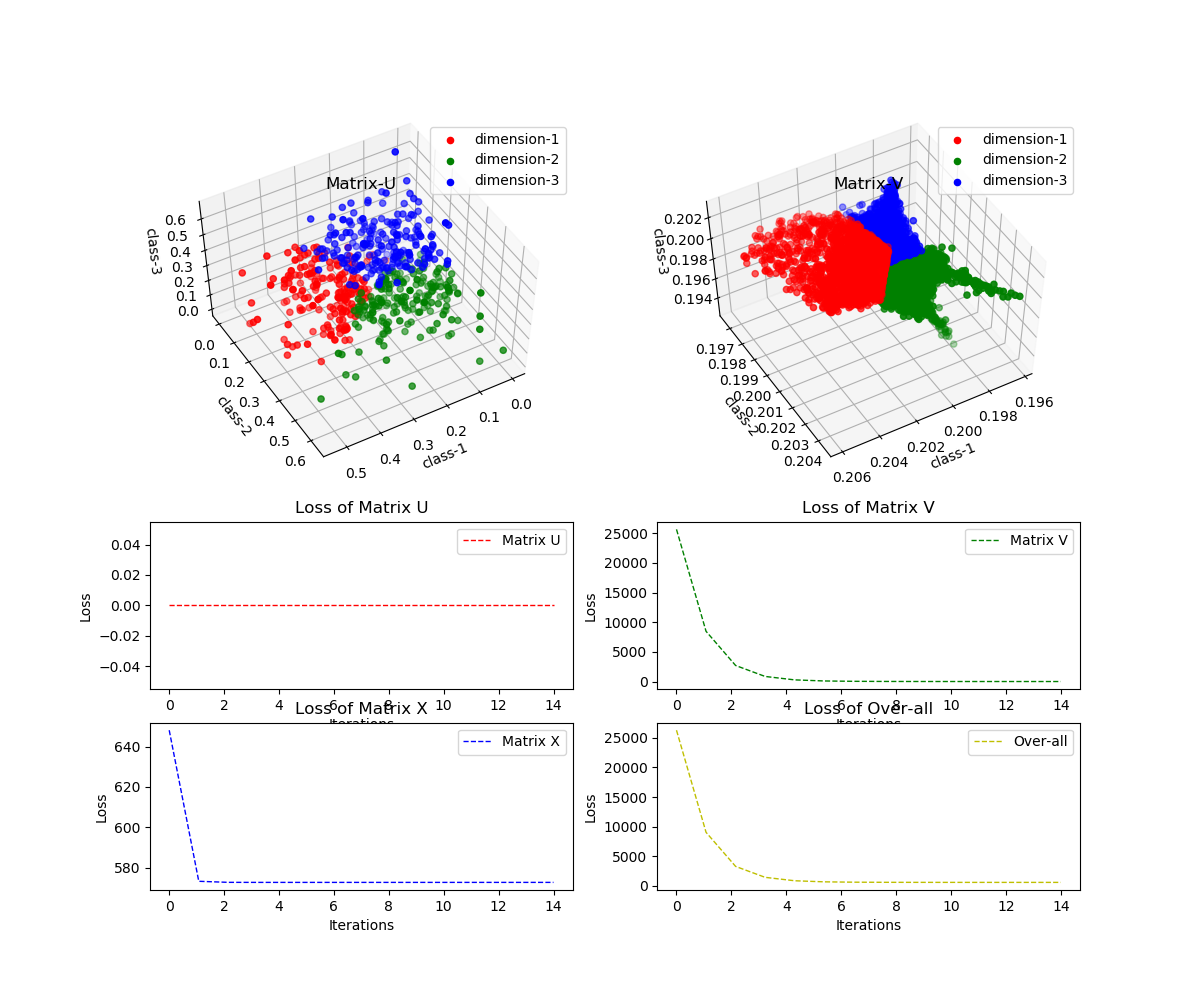 Matrix-U
dimension-1
dimension-2
dimension-3
class-3
0.6
0.5
0.4
0.3
0.2
0.1
0.0
class-2
0.0
0.1
0.2
0.3
0.4
0.5
0.6
class-1
0.5
0.4
0.3
0.2
0.1
0.0
Matrix-V
dimension-1
dimension-2
dimension-3
class-3
0.202
0.200
0.198
0.196
0.194
class-2
0.197
0.198
0.199
0.200
0.201
0.202
0.203
0.204
class-1
0.206
0.204
0.202
0.200
0.198
0.196
Loss of Matrix U
Matrix U
Loss
0.04
0.02
0.00
−0.02
−0.04
0 2 4 6 8 10 12 14
Iterations
Loss of Matrix V
Matrix V
Loss
25000
20000
15000
10000
5000
0
0 2 4 6 8 10 12 14
Iterations
Loss of Matrix X
Matrix X
Loss
640
620
600
580
0 2 4 6 8 10 12 14
Iterations
Loss of Over-all
Over-all
Loss
25000
20000
15000
10000
5000
0
0 2 4 6 8 10 12 14
Iterations